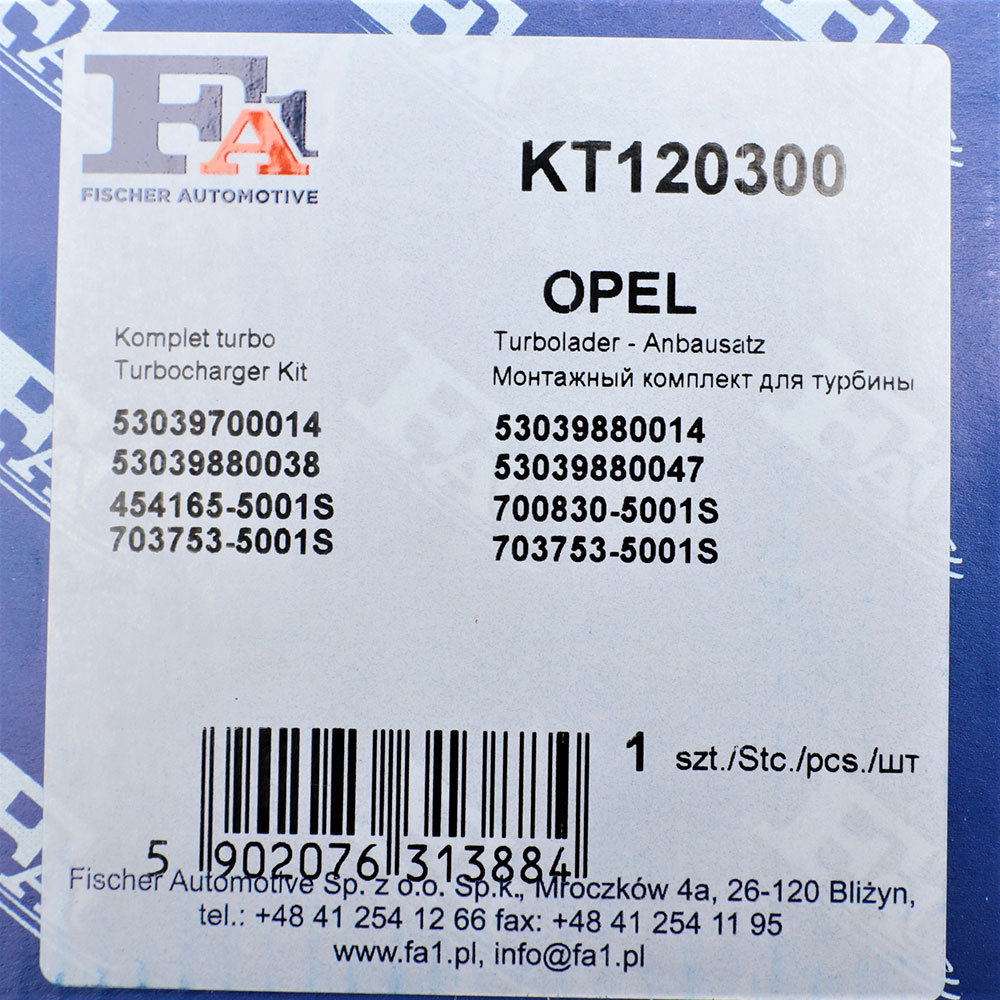 FA1
FISCHER AUTOMOTIVE
KT120300
OPEL
Komplet turbo
Turbocharger Kit
Turbolader - Anbausatz
Монтажный комплект для турбины
53039700014 53039880014
53039880038 53039880047
454165-5001S 700830-5001S
703753-5001S 703753-5001S
1 szt./Stc./pcs./шт
5 902076 313884
Fischer Automotive Sp. z o.o. Sp.k., Mroczków 4a, 26-120 Bliżyn,
tel.: +48 41 254 12 66 fax: +48 41 254 11 95
www.fa1.pl, info@fa1.pl